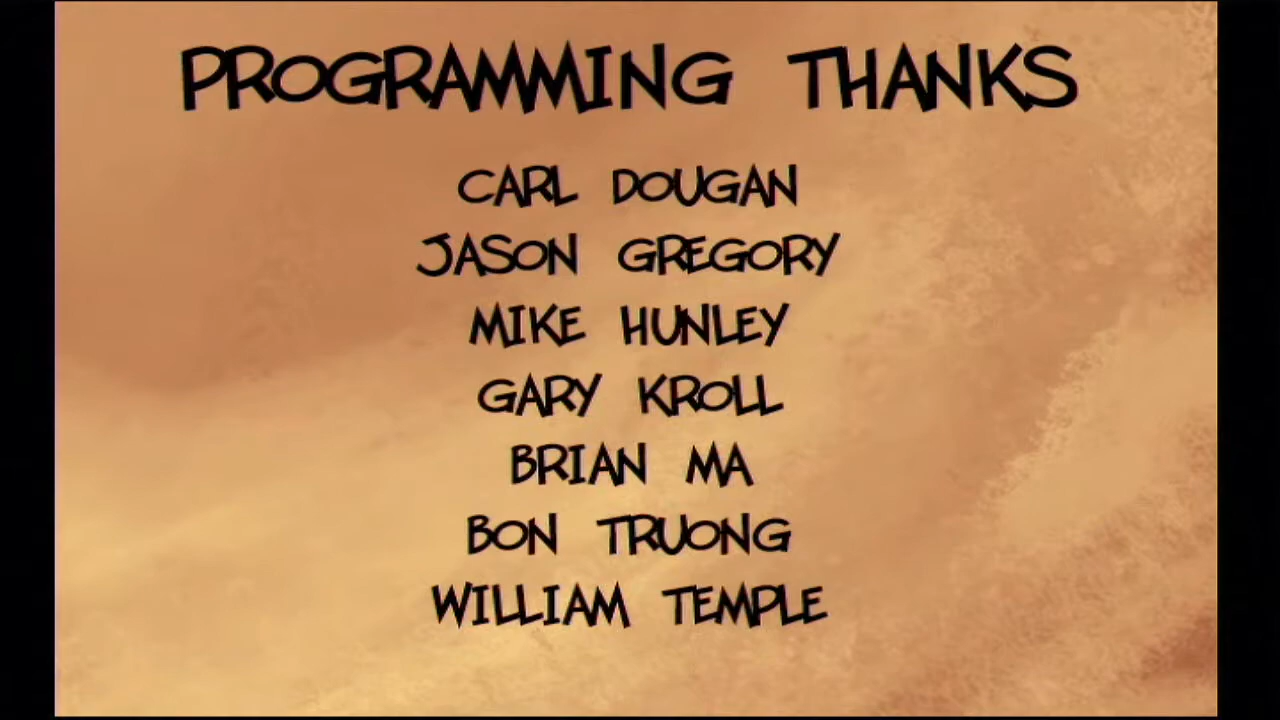 PROGRAMMING THANKS
CARL DOUGAN
JASON GREGORY
MIKE HUNLEY
GARY KROLL
BRIAN MA
BON TRUONG
WILLIAM TEMPLE